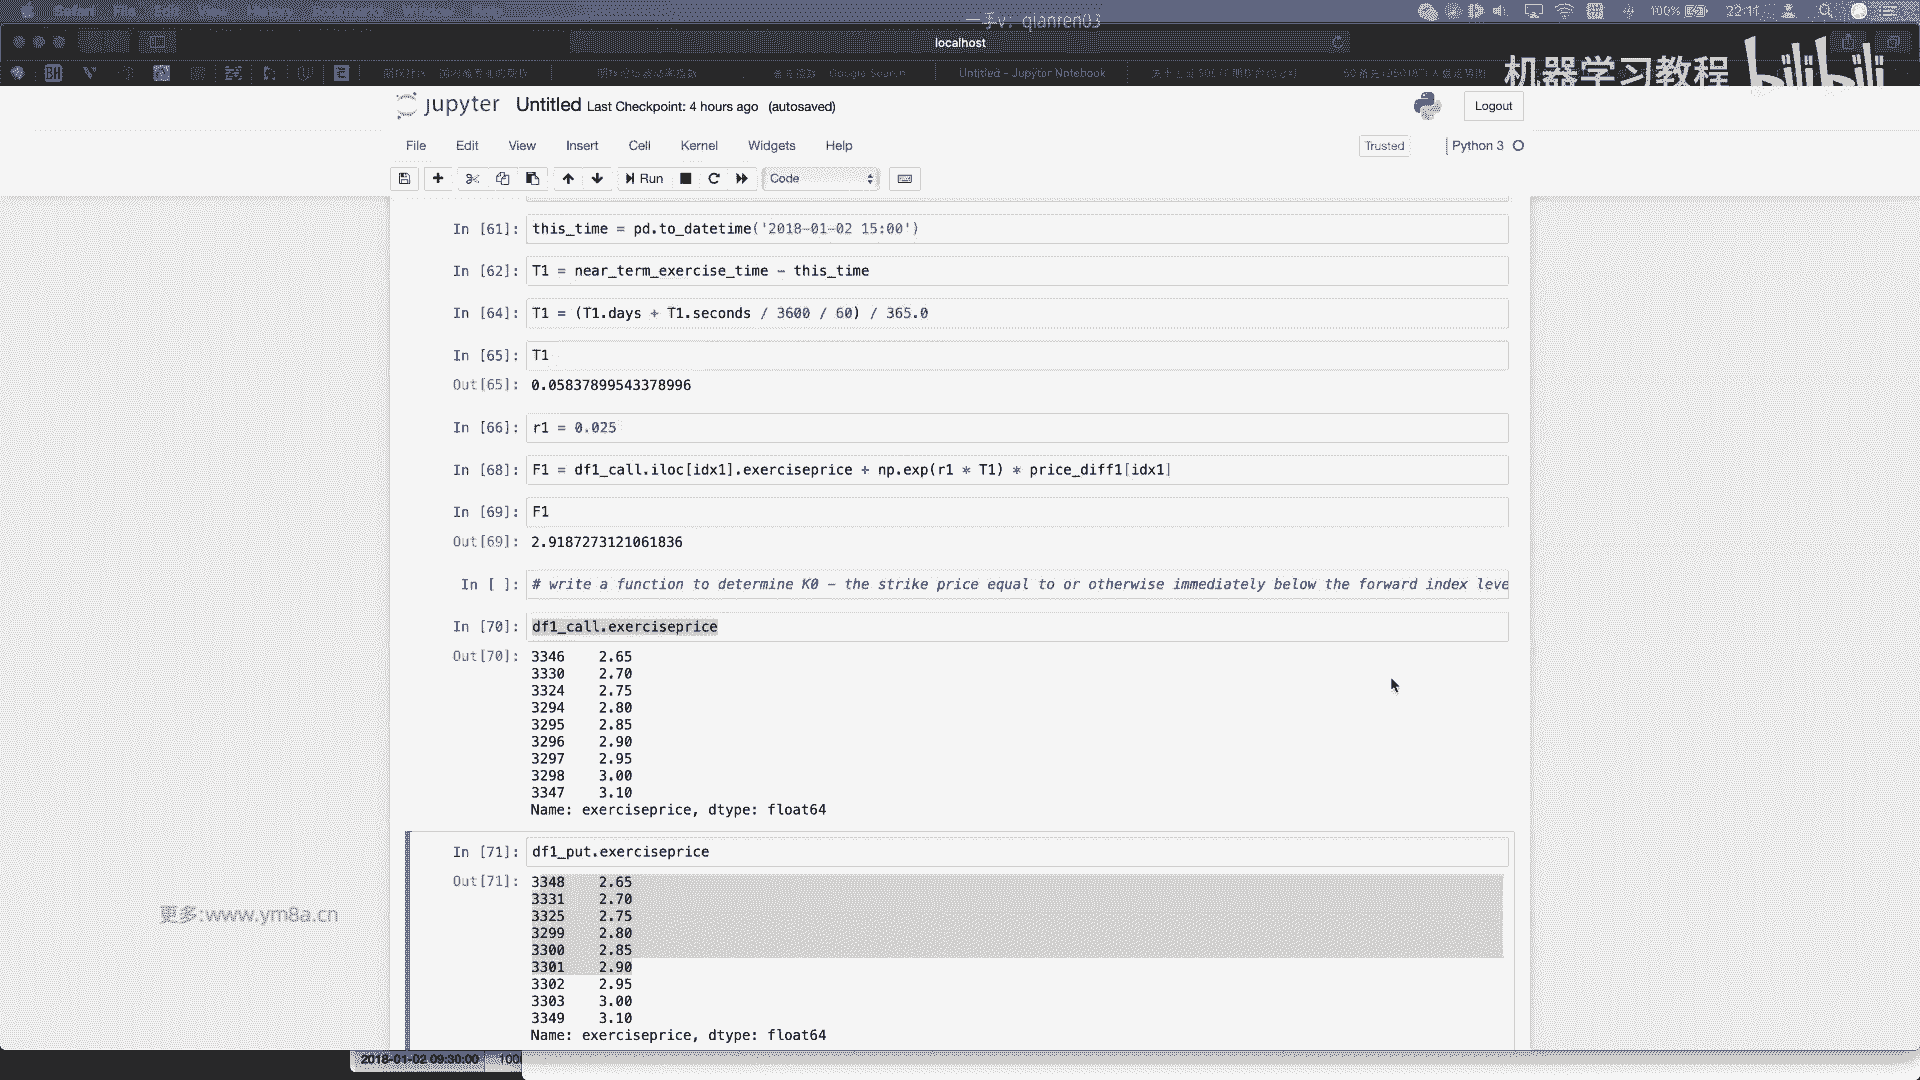 一手v：qianren03
100%
22:11
localhost
Google Search
Untitled - Jupyter Notebook
机器学习教程
bilibili
jupyter Untitled Last Checkpoint: 4 hours ago (autosaved)
Logout
File Edit View Insert Cell Kernel Widgets Help
Trusted
Python 3
Run
Code
In [61]: this_time = pd.to_datetime('2018-01-02 15:00')
In [62]: T1 = near_term_exercise_time - this_time
In [64]: T1 = (T1.days + T1.seconds / 3600 / 60) / 365.0
In [65]: T1
Out[65]: 0.05837899543378996
In [66]: r1 = 0.025
In [68]: F1 = df1_call.iloc[idx1].exerciseprice + np.exp(r1 * T1) * price_diff1[idx1]
In [69]: F1
Out[69]: 2.9187273121061836
In [ ]: # write a function to determine K0 - the strike price equal to or otherwise immediately below the forward index leve
In [70]: df1_call.exerciseprice
Out[70]: 3346 2.65
3330 2.70
3324 2.75
3294 2.80
3295 2.85
3296 2.90
3297 2.95
3298 3.00
3347 3.10
Name: exerciseprice, dtype: float64
In [71]: df1_put.exerciseprice
Out[71]: 3348 2.65
3331 2.70
3325 2.75
3299 2.80
3300 2.85
3301 2.90
3302 2.95
3303 3.00
3349 3.10
Name: exerciseprice, dtype: float64
更多:www.ym8a.cn
2018-01-02 09:30:00 100